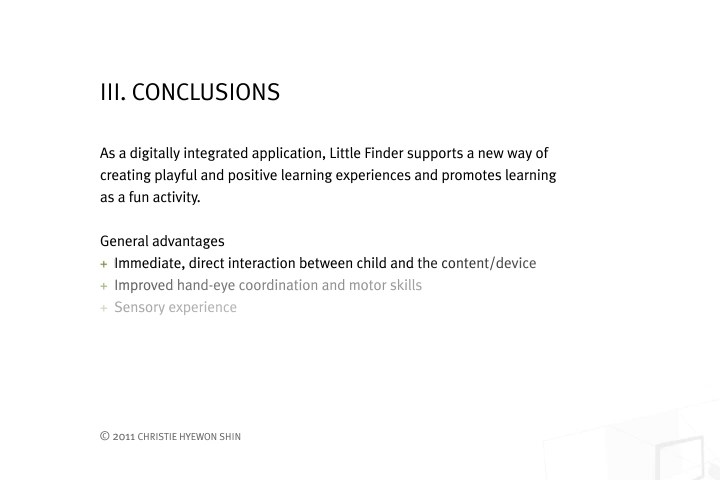 III. CONCLUSIONS
As a digitally integrated application, Little Finder supports a new way of
creating playful and positive learning experiences and promotes learning
as a fun activity.
General advantages
+ Immediate, direct interaction between child and the content/device
+ Improved hand-eye coordination and motor skills
+ Sensory experience
© 2011 CHRISTIE HYEWON SHIN